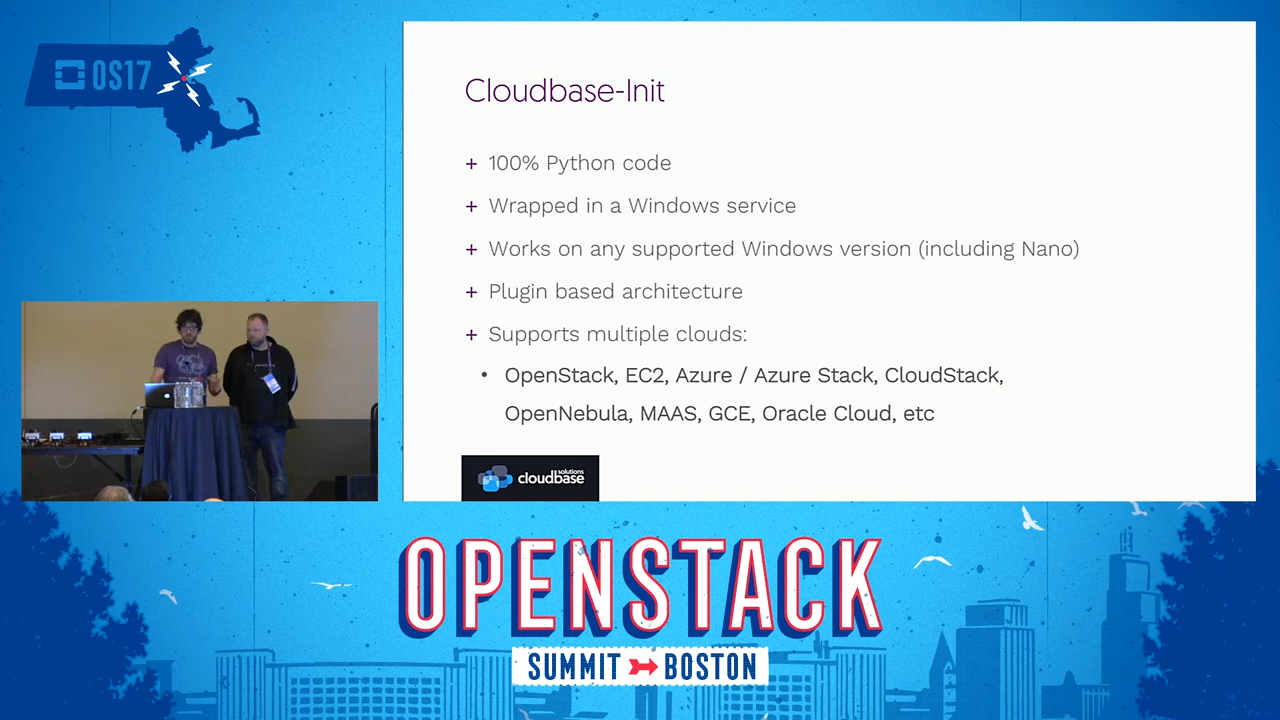 OS17
Cloudbase-Init
+ 100% Python code
+ Wrapped in a Windows service
+ Works on any supported Windows version (including Nano)
+ Plugin based architecture
+ Supports multiple clouds:
• OpenStack, EC2, Azure / Azure Stack, CloudStack,
OpenNebula, MAAS, GCE, Oracle Cloud, etc
cloudbase solutions
OPENSTACK
SUMMIT BOSTON